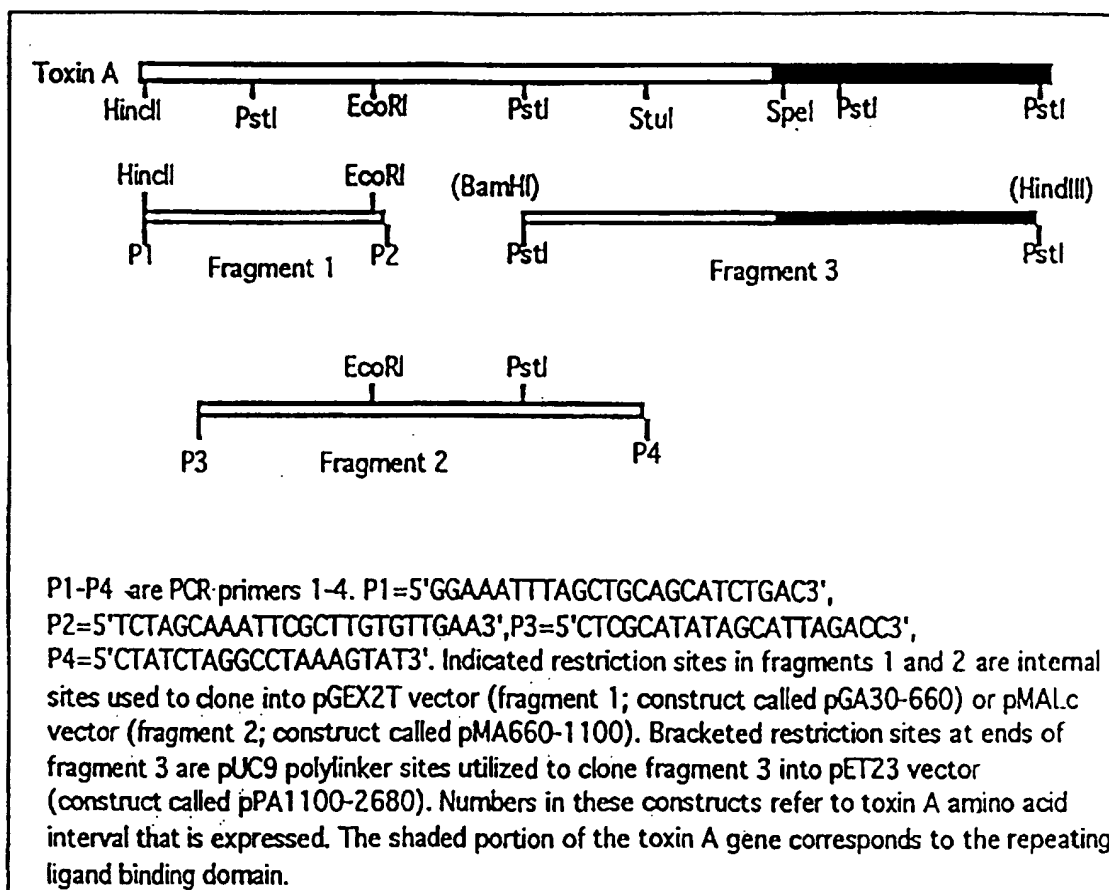 Toxin A
HincII PstI EcoRI PstI StuI SpeI PstI PstI
HincII EcoRI (BamHI) (HindIII)
P1 Fragment 1 P2 PstI Fragment 3 PstI
EcoRI PstI
P3 Fragment 2 P4
P1-P4 are PCR primers 1-4. P1=5'GGAAATTTAGCTGCAGCATCTGAC3',
P2=5'TCTAGCAAATTCGCTTGTGTTGAA3',P3=5'CTCGCATATAGCATTAGACC3',
P4=5'CTATCTAGGCCTAAAGTAT3'. Indicated restriction sites in fragments 1 and 2 are internal
sites used to clone into pGEX2T vector (fragment 1; construct called pGA30-660) or pMALc
vector (fragment 2; construct called pMA660-1100). Bracketed restriction sites at ends of
fragment 3 are pUC9 polylinker sites utilized to clone fragment 3 into pET23 vector
(construct called pPA1100-2680). Numbers in these constructs refer to toxin A amino acid
interval that is expressed. The shaded portion of the toxin A gene corresponds to the repeating
ligand binding domain.